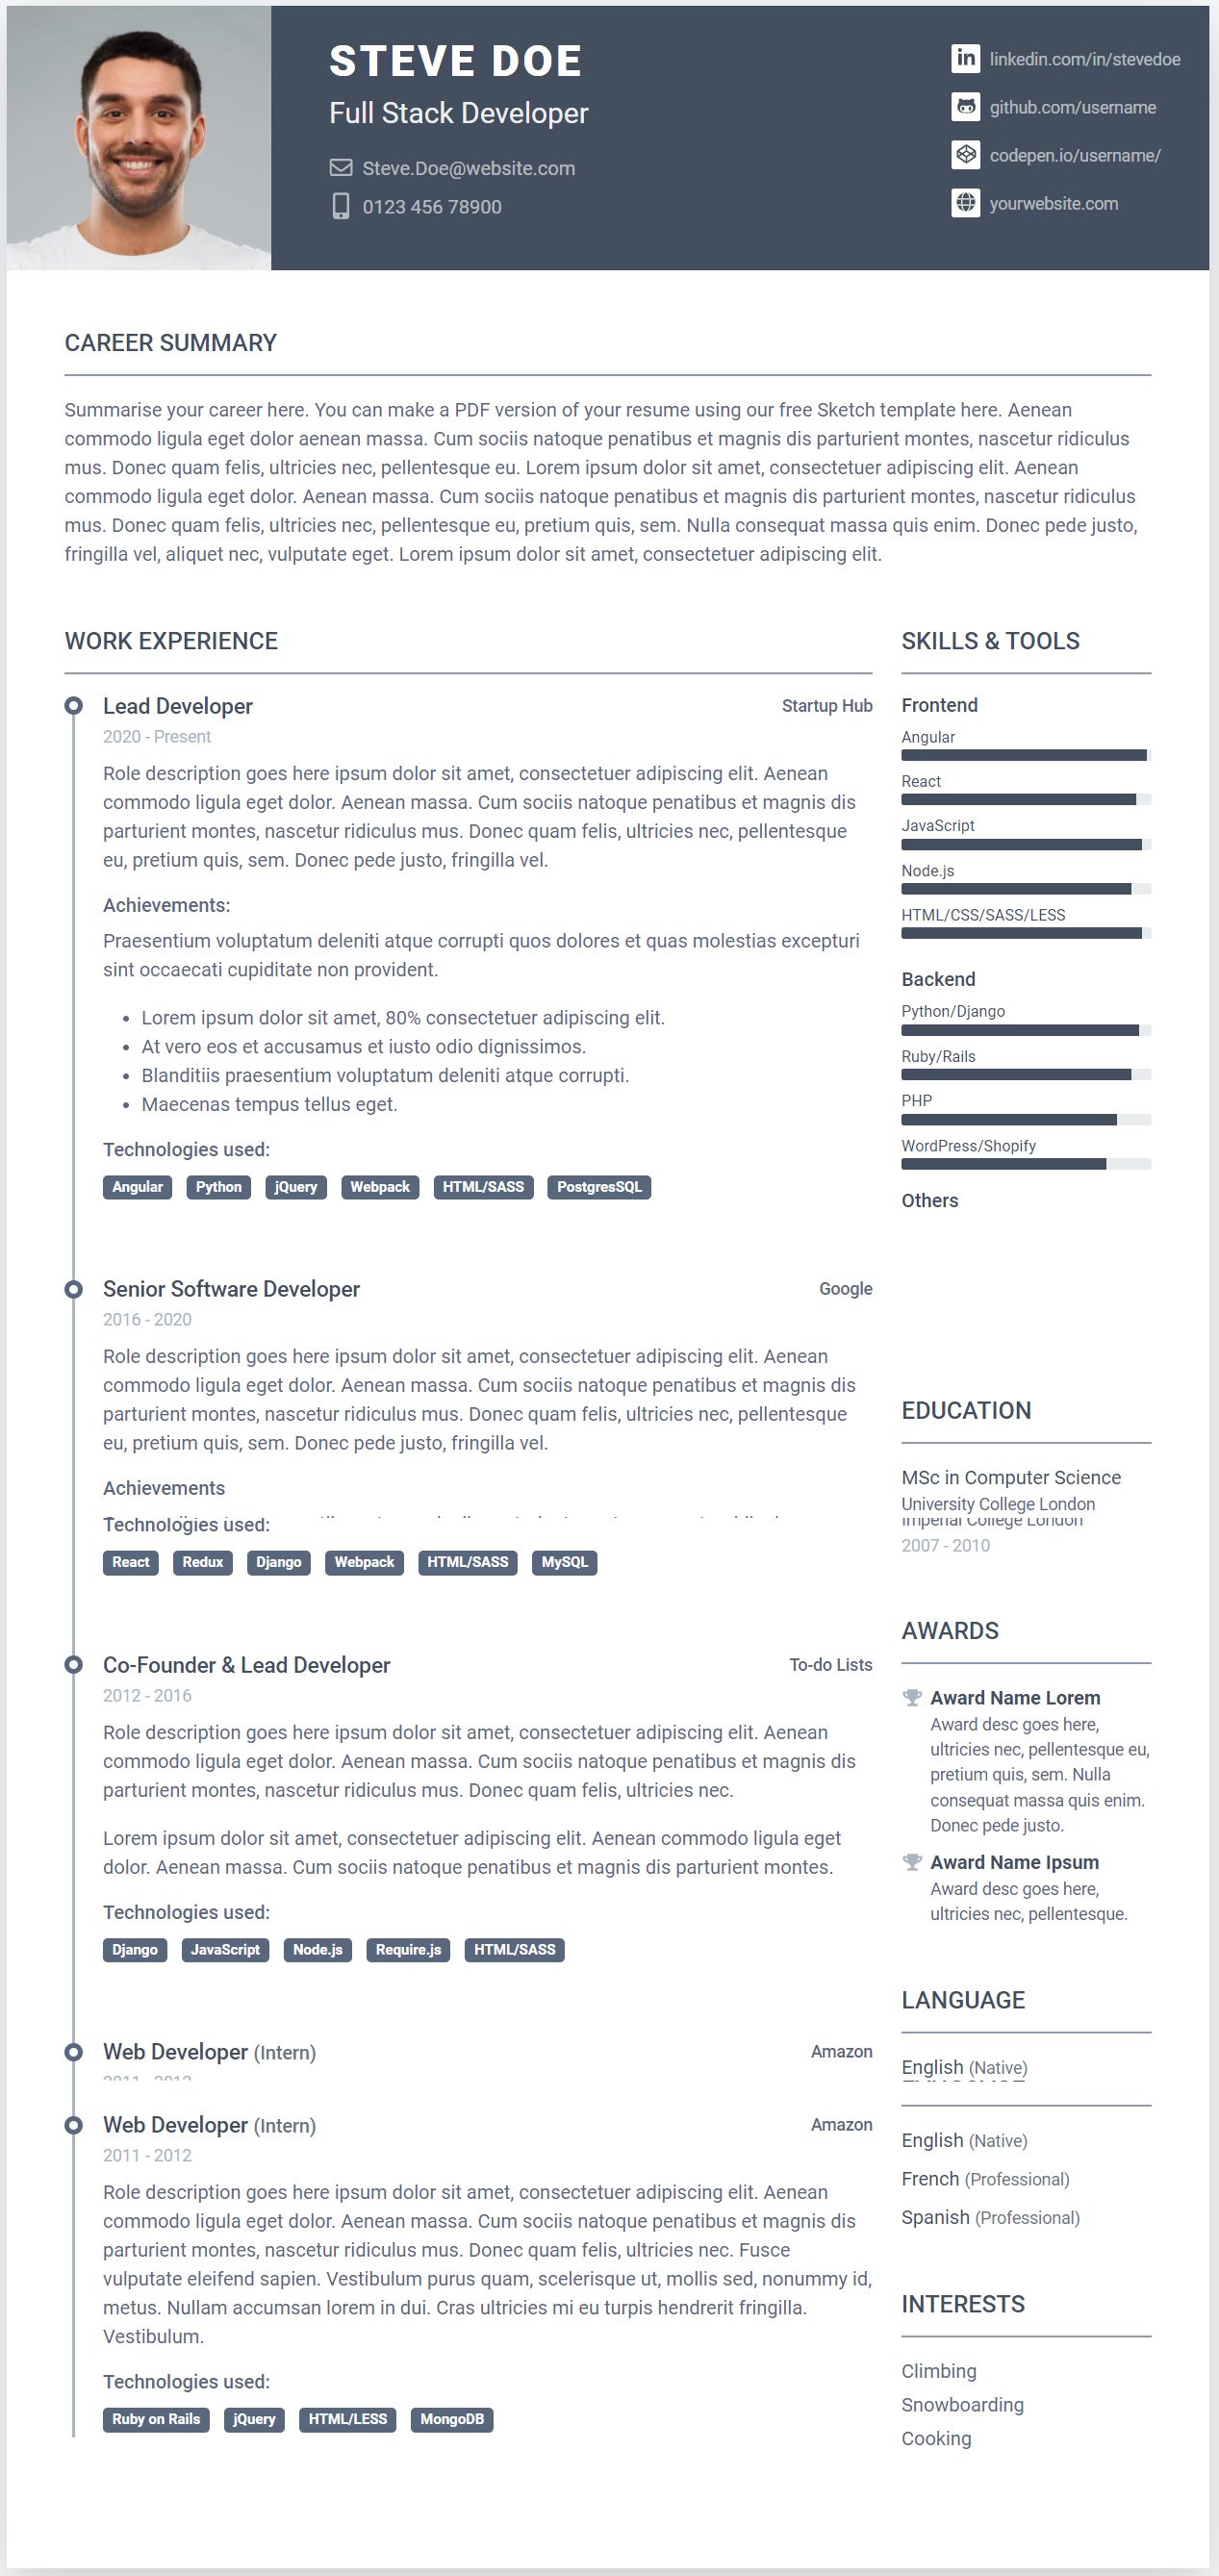 STEVE DOE
Full Stack Developer
Steve.Doe@website.com
0123 456 78900
linkedin.com/in/stevedoe
github.com/username
codepen.io/username/
yourwebsite.com
CAREER SUMMARY
Summarise your career here. You can make a PDF version of your resume using our free Sketch template here. Aenean
commodo ligula eget dolor aenean massa. Cum sociis natoque penatibus et magnis dis parturient montes, nascetur ridiculus
mus. Donec quam felis, ultricies nec, pellentesque eu. Lorem ipsum dolor sit amet, consectetuer adipiscing elit. Aenean
commodo ligula eget dolor. Aenean massa. Cum sociis natoque penatibus et magnis dis parturient montes, nascetur ridiculus
mus. Donec quam felis, ultricies nec, pellentesque eu, pretium quis, sem. Nulla consequat massa quis enim. Donec pede justo,
fringilla vel, aliquet nec, vulputate eget. Lorem ipsum dolor sit amet, consectetuer adipiscing elit.
WORK EXPERIENCE
Lead Developer Startup Hub
2020 - Present
Role description goes here ipsum dolor sit amet, consectetuer adipiscing elit. Aenean
commodo ligula eget dolor. Aenean massa. Cum sociis natoque penatibus et magnis dis
parturient montes, nascetur ridiculus mus. Donec quam felis, ultricies nec, pellentesque
eu, pretium quis, sem. Donec pede justo, fringilla vel.
Achievements:
Praesentium voluptatum deleniti atque corrupti quos dolores et quas molestias excepturi
sint occaecati cupiditate non provident.
• Lorem ipsum dolor sit amet, 80% consectetuer adipiscing elit.
• At vero eos et accusamus et iusto odio dignissimos.
• Blanditiis praesentium voluptatum deleniti atque corrupti.
• Maecenas tempus tellus eget.
Technologies used:
Angular Python jQuery Webpack HTML/SASS PostgresSQL
Senior Software Developer Google
2016 - 2020
Role description goes here ipsum dolor sit amet, consectetuer adipiscing elit. Aenean
commodo ligula eget dolor. Aenean massa. Cum sociis natoque penatibus et magnis dis
parturient montes, nascetur ridiculus mus. Donec quam felis, ultricies nec, pellentesque
eu, pretium quis, sem. Donec pede justo, fringilla vel.
Achievements
Technologies used:
React Redux Django Webpack HTML/SASS MySQL
Co-Founder & Lead Developer To-do Lists
2012 - 2016
Role description goes here ipsum dolor sit amet, consectetuer adipiscing elit. Aenean
commodo ligula eget dolor. Aenean massa. Cum sociis natoque penatibus et magnis dis
parturient montes, nascetur ridiculus mus. Donec quam felis, ultricies nec.
Lorem ipsum dolor sit amet, consectetuer adipiscing elit. Aenean commodo ligula eget
dolor. Aenean massa. Cum sociis natoque penatibus et magnis dis parturient montes.
Technologies used:
Django JavaScript Node.js Require.js HTML/SASS
Web Developer (Intern) Amazon
Web Developer (Intern) Amazon
2011 - 2012
Role description goes here ipsum dolor sit amet, consectetuer adipiscing elit. Aenean
commodo ligula eget dolor. Aenean massa. Cum sociis natoque penatibus et magnis dis
parturient montes, nascetur ridiculus mus. Donec quam felis, ultricies nec. Fusce
vulputate eleifend sapien. Vestibulum purus quam, scelerisque ut, mollis sed, nonummy id,
metus. Nullam accumsan lorem in dui. Cras ultricies mi eu turpis hendrerit fringilla.
Vestibulum.
Technologies used:
Ruby on Rails jQuery HTML/LESS MongoDB
SKILLS & TOOLS
Frontend
Angular
React
JavaScript
Node.js
HTML/CSS/SASS/LESS
Backend
Python/Django
Ruby/Rails
PHP
WordPress/Shopify
Others
EDUCATION
MSc in Computer Science
University College London
Imperial College London
2007 - 2010
AWARDS
Award Name Lorem
Award desc goes here,
ultricies nec, pellentesque eu,
pretium quis, sem. Nulla
consequat massa quis enim.
Donec pede justo.
Award Name Ipsum
Award desc goes here,
ultricies nec, pellentesque.
LANGUAGE
English (Native)
English (Native)
French (Professional)
Spanish (Professional)
INTERESTS
Climbing
Snowboarding
Cooking